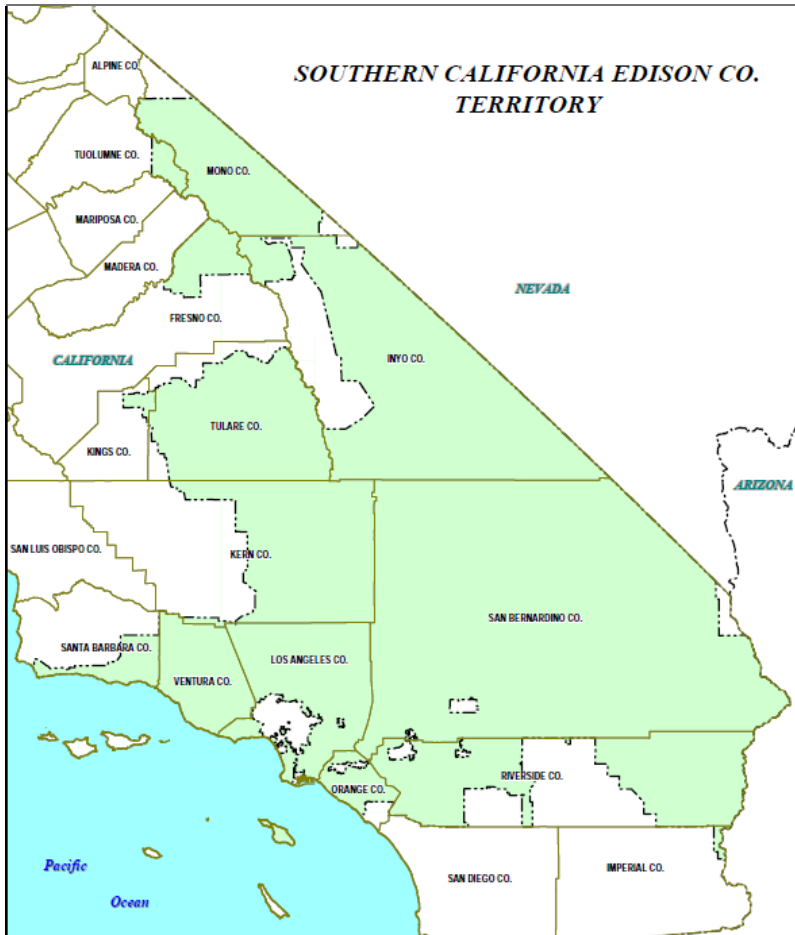 SOUTHERN CALIFORNIA EDISON CO.
TERRITORY
ALPINE CO.
TUOLUMNE CO.
MONO CO.
MARIPOSA CO.
MADERA CO.
NEVADA
FRESNO CO.
CALIFORNIA
INYO CO.
TULARE CO.
KINGS CO.
ARIZONA
SAN LUIS OBISPO CO.
KERN CO.
SAN BERNARDINO CO.
SANTA BARBARA CO.
LOS ANGELES CO.
VENTURA CO.
RIVERSIDE CO.
ORANGE CO.
Pacific
Ocean
SAN DIEGO CO.
IMPERIAL CO.